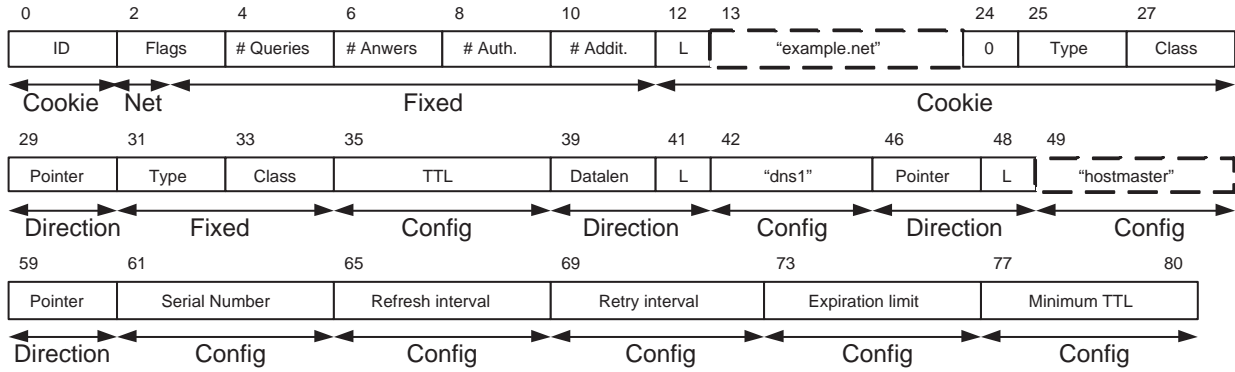 0 2 4 6 8 10 12 13 24 25 27
ID Flags # Queries # Anwers # Auth. # Addit. L “example.net” 0 Type Class
Cookie Net Fixed Cookie
29 31 33 35 39 41 42 46 48 49
Pointer Type Class TTL Datalen L “dns1” Pointer L “hostmaster”
Direction Fixed Config Direction Config Direction Config
59 61 65 69 73 77 80
Pointer Serial Number Refresh interval Retry interval Expiration limit Minimum TTL
Direction Config Config Config Config Config